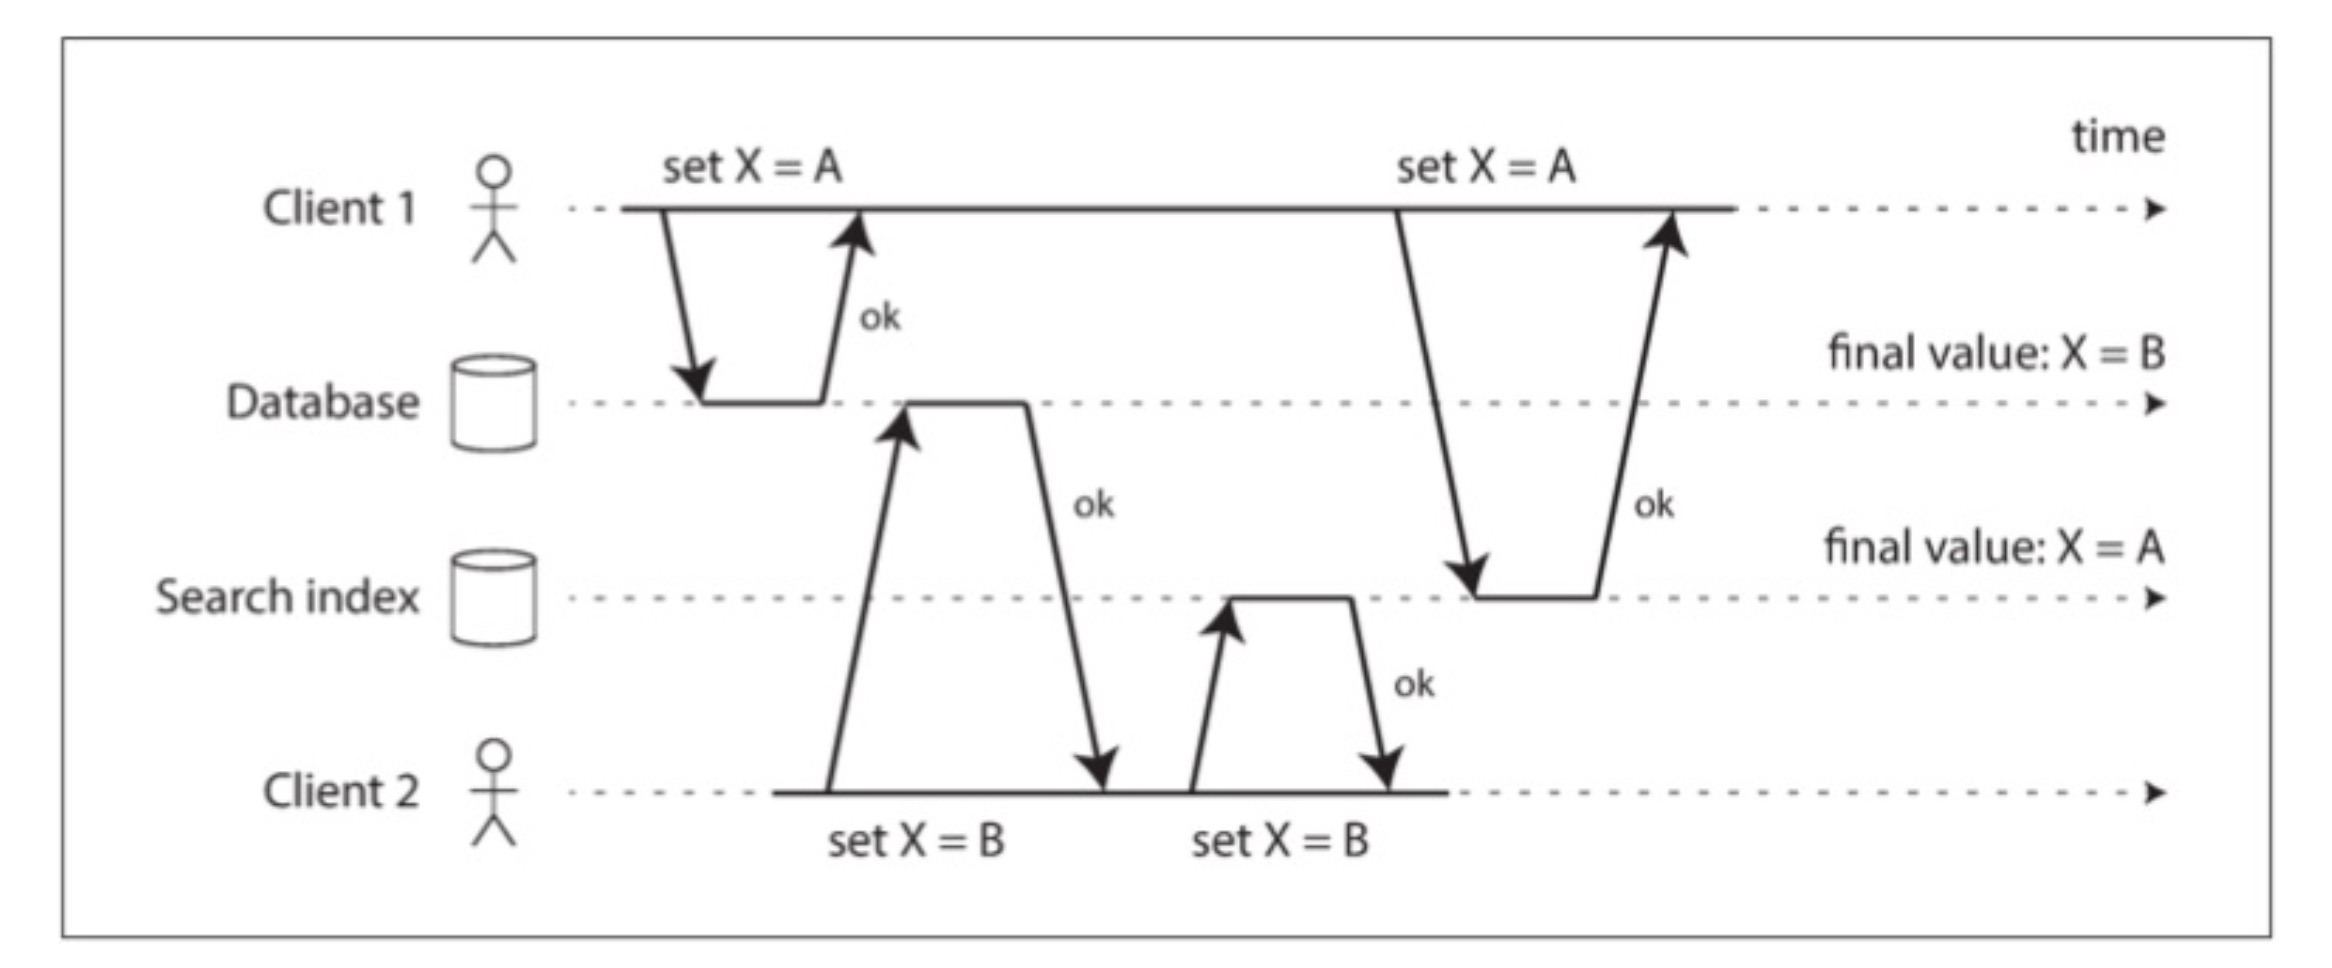 time
set X = A
set X = A
Client 1
ok
final value: X = B
Database
ok
ok
final value: X = A
Search index
ok
Client 2
set X = B
set X = B